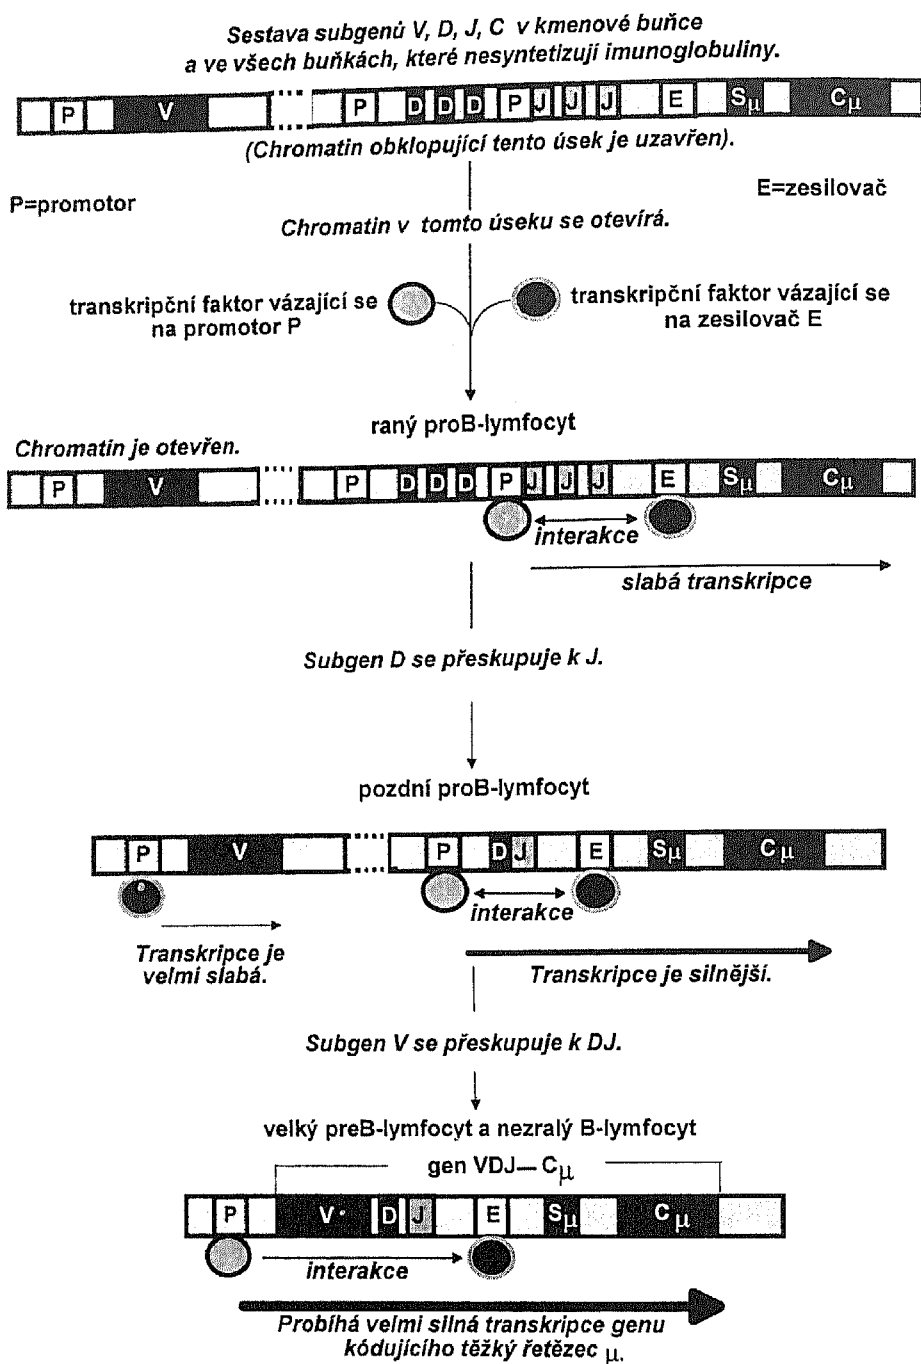 Sestava subgenů V, D, J, C v kmenové buňce
a ve všech buňkách, které nesyntetizují imunoglobuliny.
P V P D D D P J J J E Sμ Cμ
(Chromatin obklopující tento úsek je uzavřen).
P=promotor
E=zesilovač
Chromatin v tomto úseku se otevírá.
transkripční faktor vázající se
na promotor P
transkripční faktor vázající se
na zesilovač E
raný proB-lymfocyt
Chromatin je otevřen.
P V P D D D P J J J E Sμ Cμ
interakce
slabá transkripce
Subgen D se přeskupuje k J.
pozdní proB-lymfocyt
P V P D J E Sμ Cμ
interakce
Transkripce je
velmi slabá.
Transkripce je silnější.
Subgen V se přeskupuje k DJ.
velký preB-lymfocyt a nezralý B-lymfocyt
gen VDJ—Cμ
P V D J E Sμ Cμ
interakce
Probíhá velmi silná transkripce genu
kódujícího těžký řetězec μ.